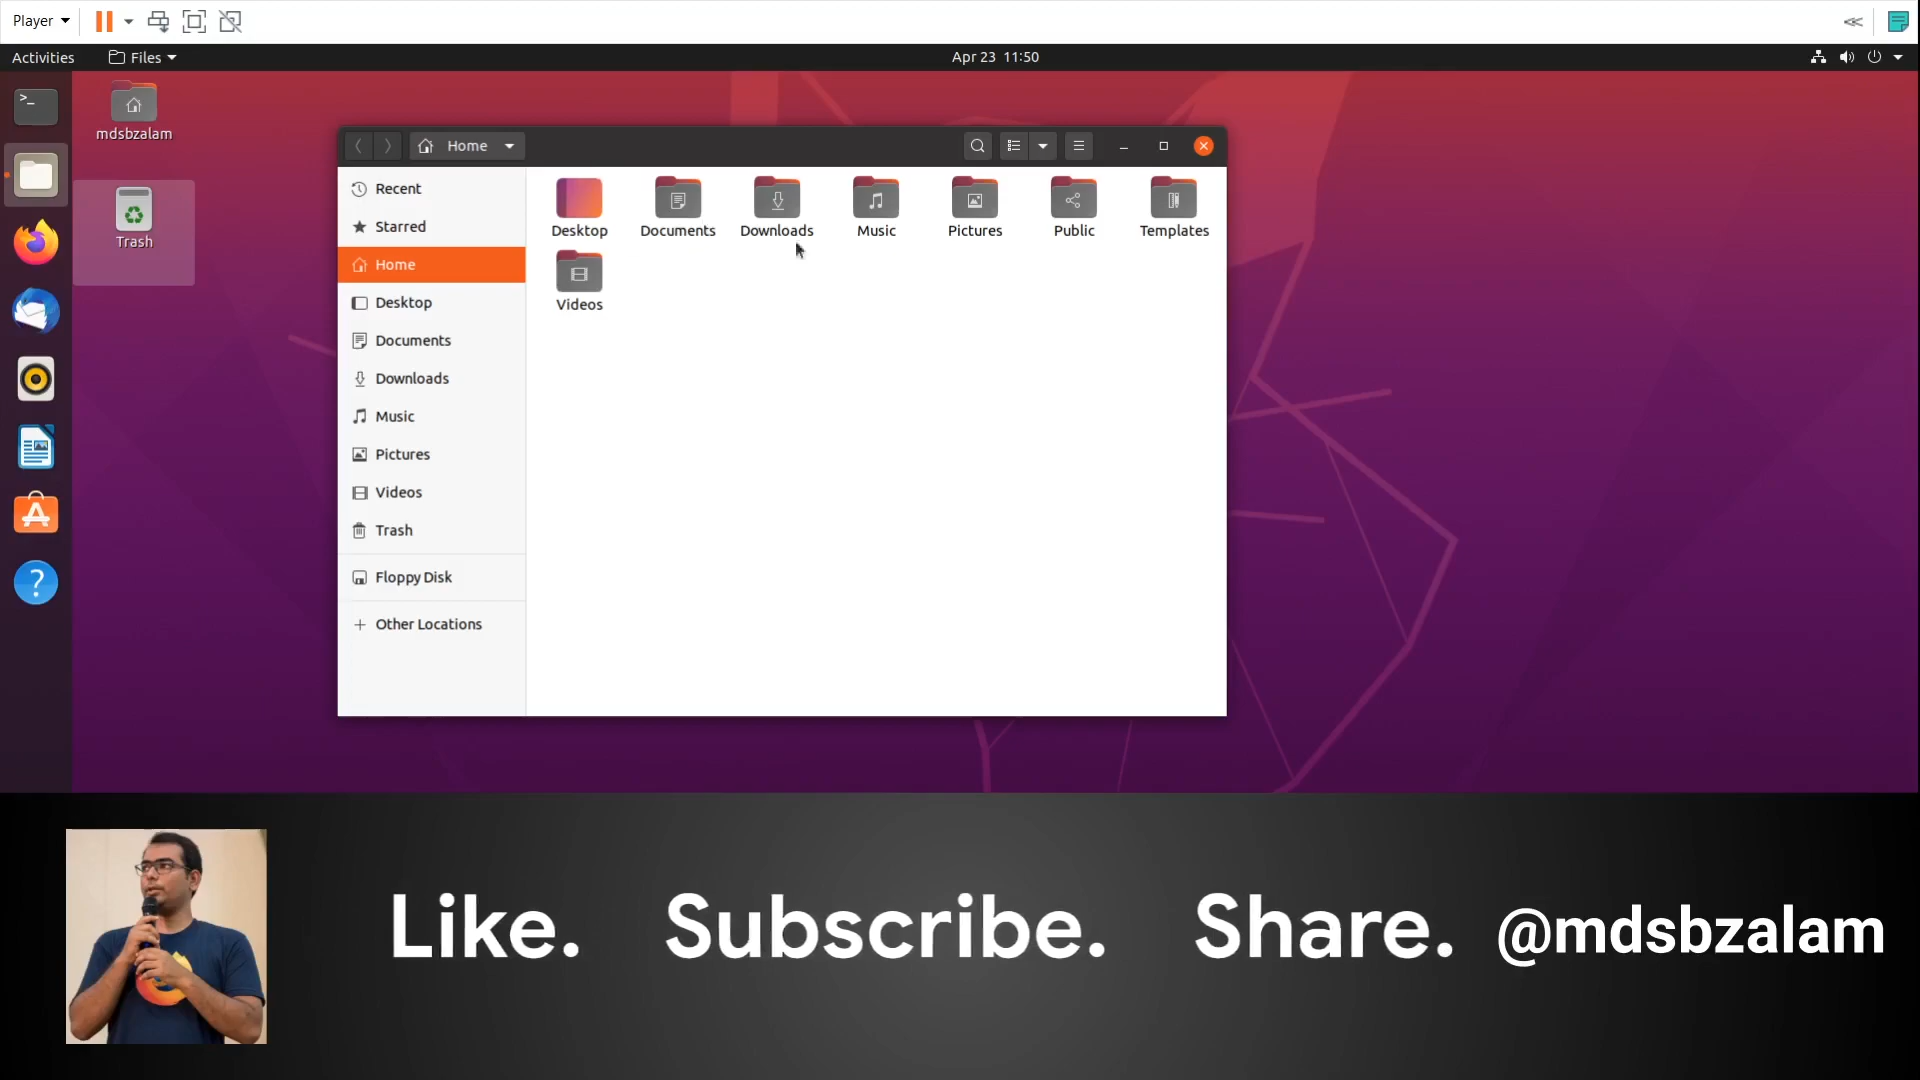 Player
Activities
Files
Apr 23 11:50
mdsbzalam
Trash
Home
Recent
Starred
Home
Desktop
Documents
Downloads
Music
Pictures
Videos
Trash
Floppy Disk
Other Locations
Desktop
Documents
Downloads
Music
Pictures
Public
Templates
Videos
Like. Subscribe. Share. @mdsbzalam